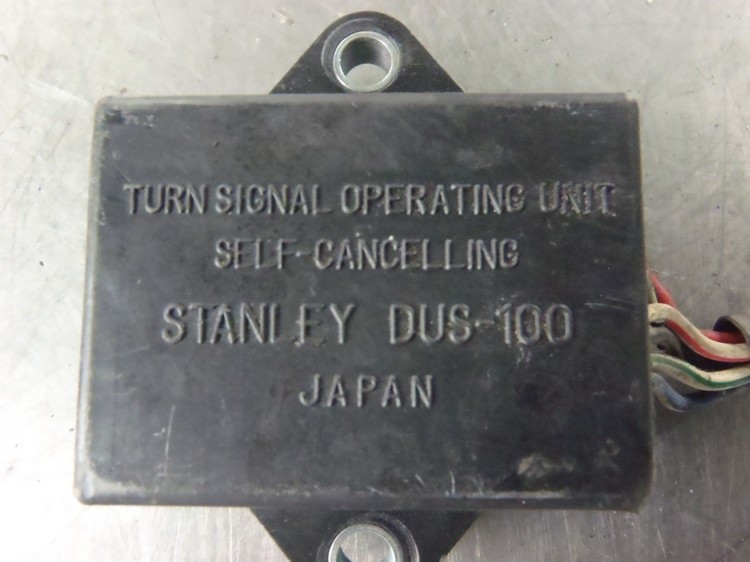 TURN SIGNAL OPERATING UNIT
SELF-CANCELLING
STANLEY DUS-100
JAPAN